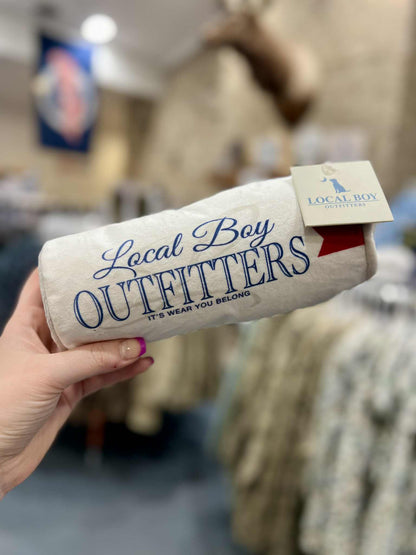 Local Boy
OUTFITTERS
IT'S WEAR YOU BELONG
LOCAL BOY
OUTFITTERS